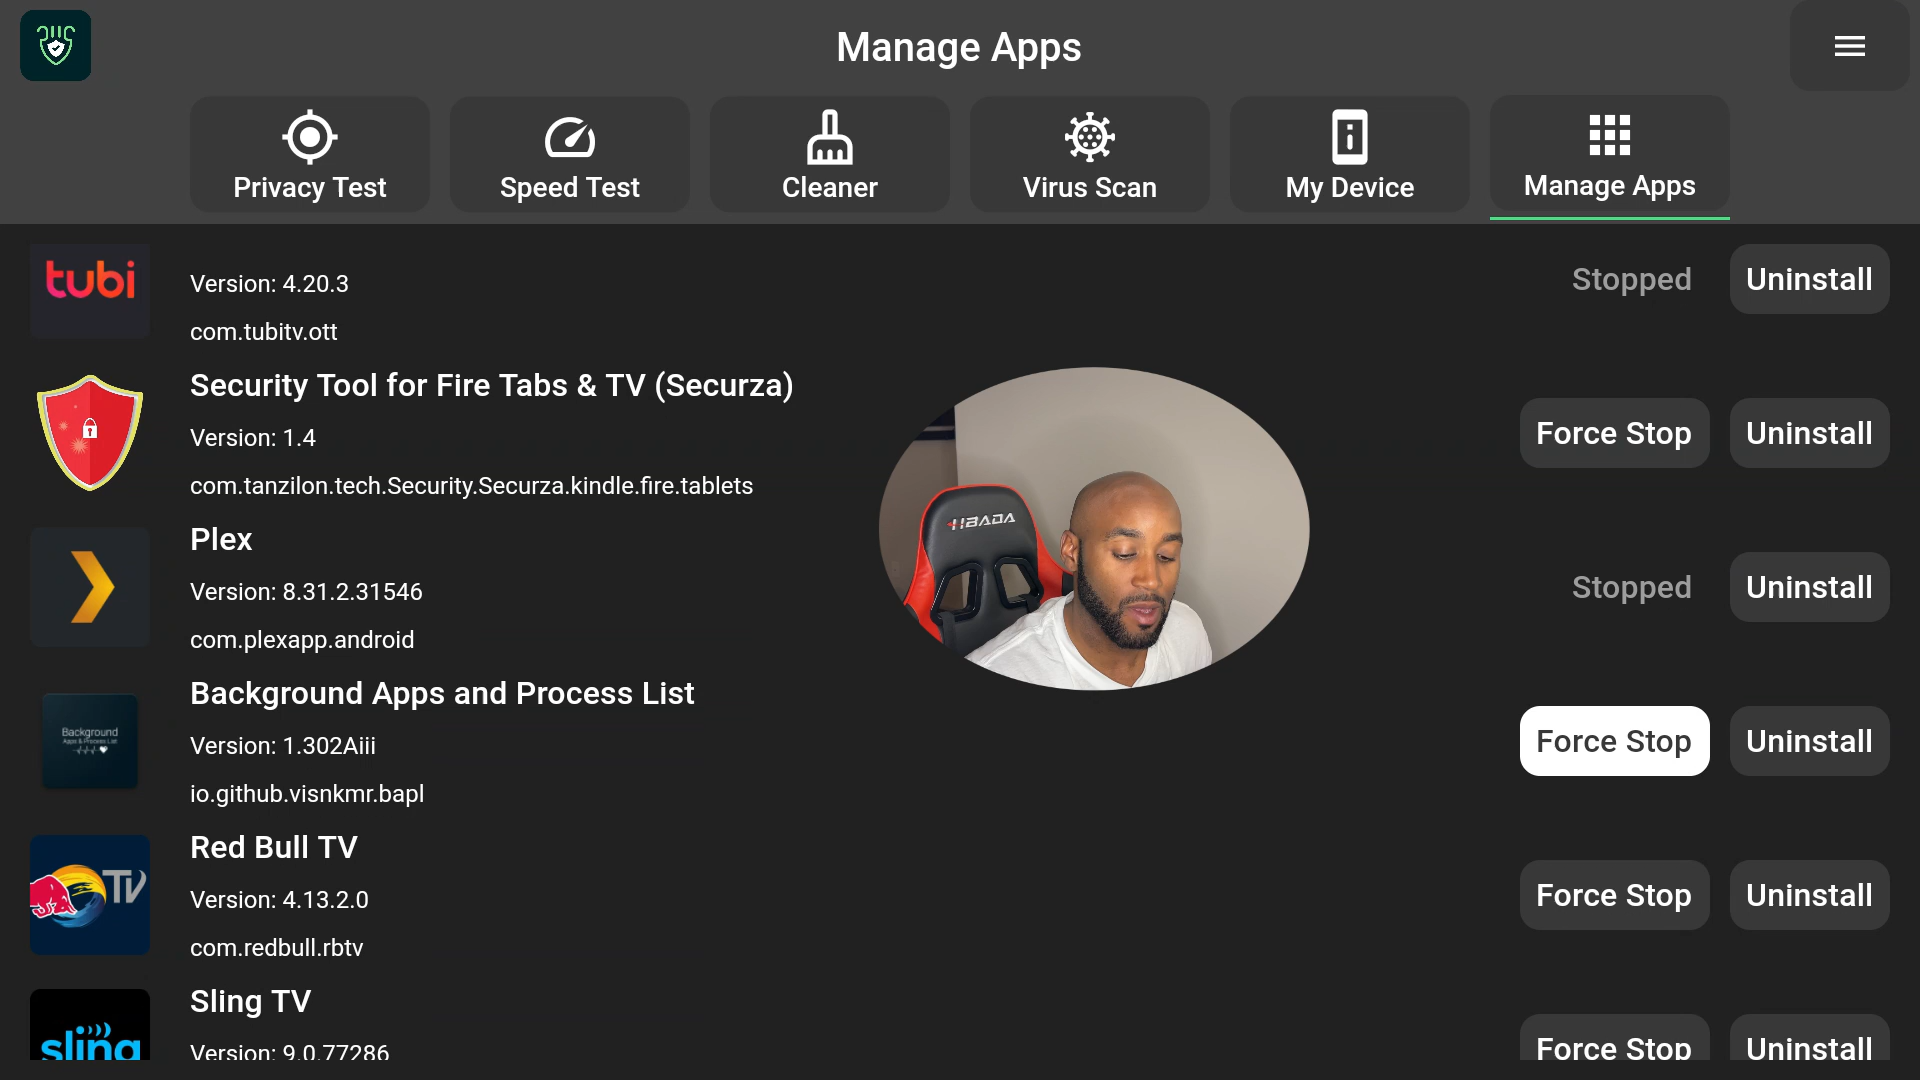 Manage Apps
Privacy Test
Speed Test
Cleaner
Virus Scan
My Device
Manage Apps
tubi
Version: 4.20.3
com.tubitv.ott
Stopped
Uninstall
Security Tool for Fire Tabs & TV (Securza)
Version: 1.4
com.tanzilon.tech.Security.Securza.kindle.fire.tablets
Force Stop
Uninstall
HBADA
Plex
Version: 8.31.2.31546
com.plexapp.android
Stopped
Uninstall
Background
Apps & Process List
Background Apps and Process List
Version: 1.302Aiii
io.github.visnkmr.bapl
Force Stop
Uninstall
TV
Red Bull TV
Version: 4.13.2.0
com.redbull.rbtv
Force Stop
Uninstall
sling
Sling TV
Version: 9.0.77286
Force Stop
Uninstall